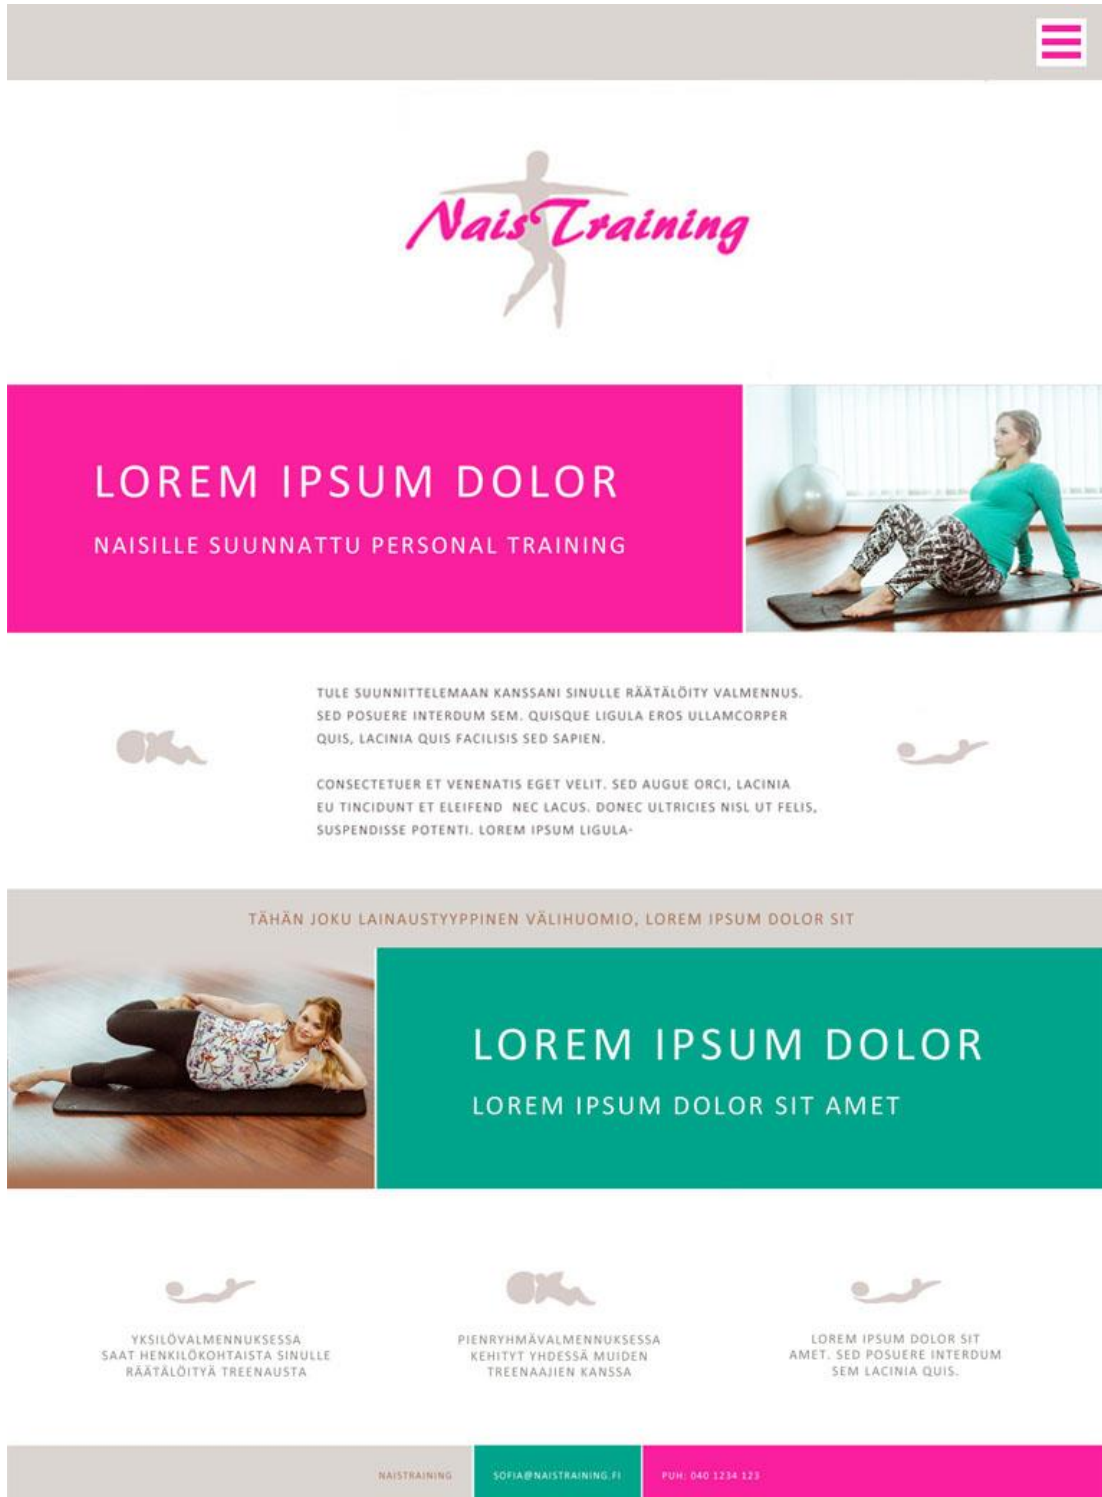 Nais Training
LOREM IPSUM DOLOR
NAISILLE SUUNNATTU PERSONAL TRAINING
TULE SUUNNITTELEMAAN KANSSANI SINULLE RÄÄTÄLÖITY VALMENNUS.
SED POSUERE INTERDUM SEM. QUISQUE LIGULA EROS ULLAMCORPER
QUIS, LACINIA QUIS FACILISIS SED SAPIEN.
CONSECTETUER ET VENENATIS EGET VELIT. SED AUGUE ORCI, LACINIA
EU TINCIDUNT ET ELEIFEND NEC LACUS. DONEC ULTRICIES NISL UT FELIS,
SUSPENDISSE POTENTI. LOREM IPSUM LIGULA-
TÄHÄN JOKU LAINAUSTYYPPINEN VÄLIHUOMIO, LOREM IPSUM DOLOR SIT
LOREM IPSUM DOLOR
LOREM IPSUM DOLOR SIT AMET
YKSILÖVALMENNUKSESSA
SAAT HENKILÖKOHTAISTA SINULLE
RÄÄTÄLÖITYÄ TREENAUSTA
PIENRYHMÄVALMENNUKSESSA
KEHITYT YHDESSÄ MUIDEN
TREENAAJIEN KANSSA
LOREM IPSUM DOLOR SIT
AMET. SED POSUERE INTERDUM
SEM LACINIA QUIS.
NAISTRAINING
SOFIA@NAISTRAINING.FI
PUH: 040 1234 123